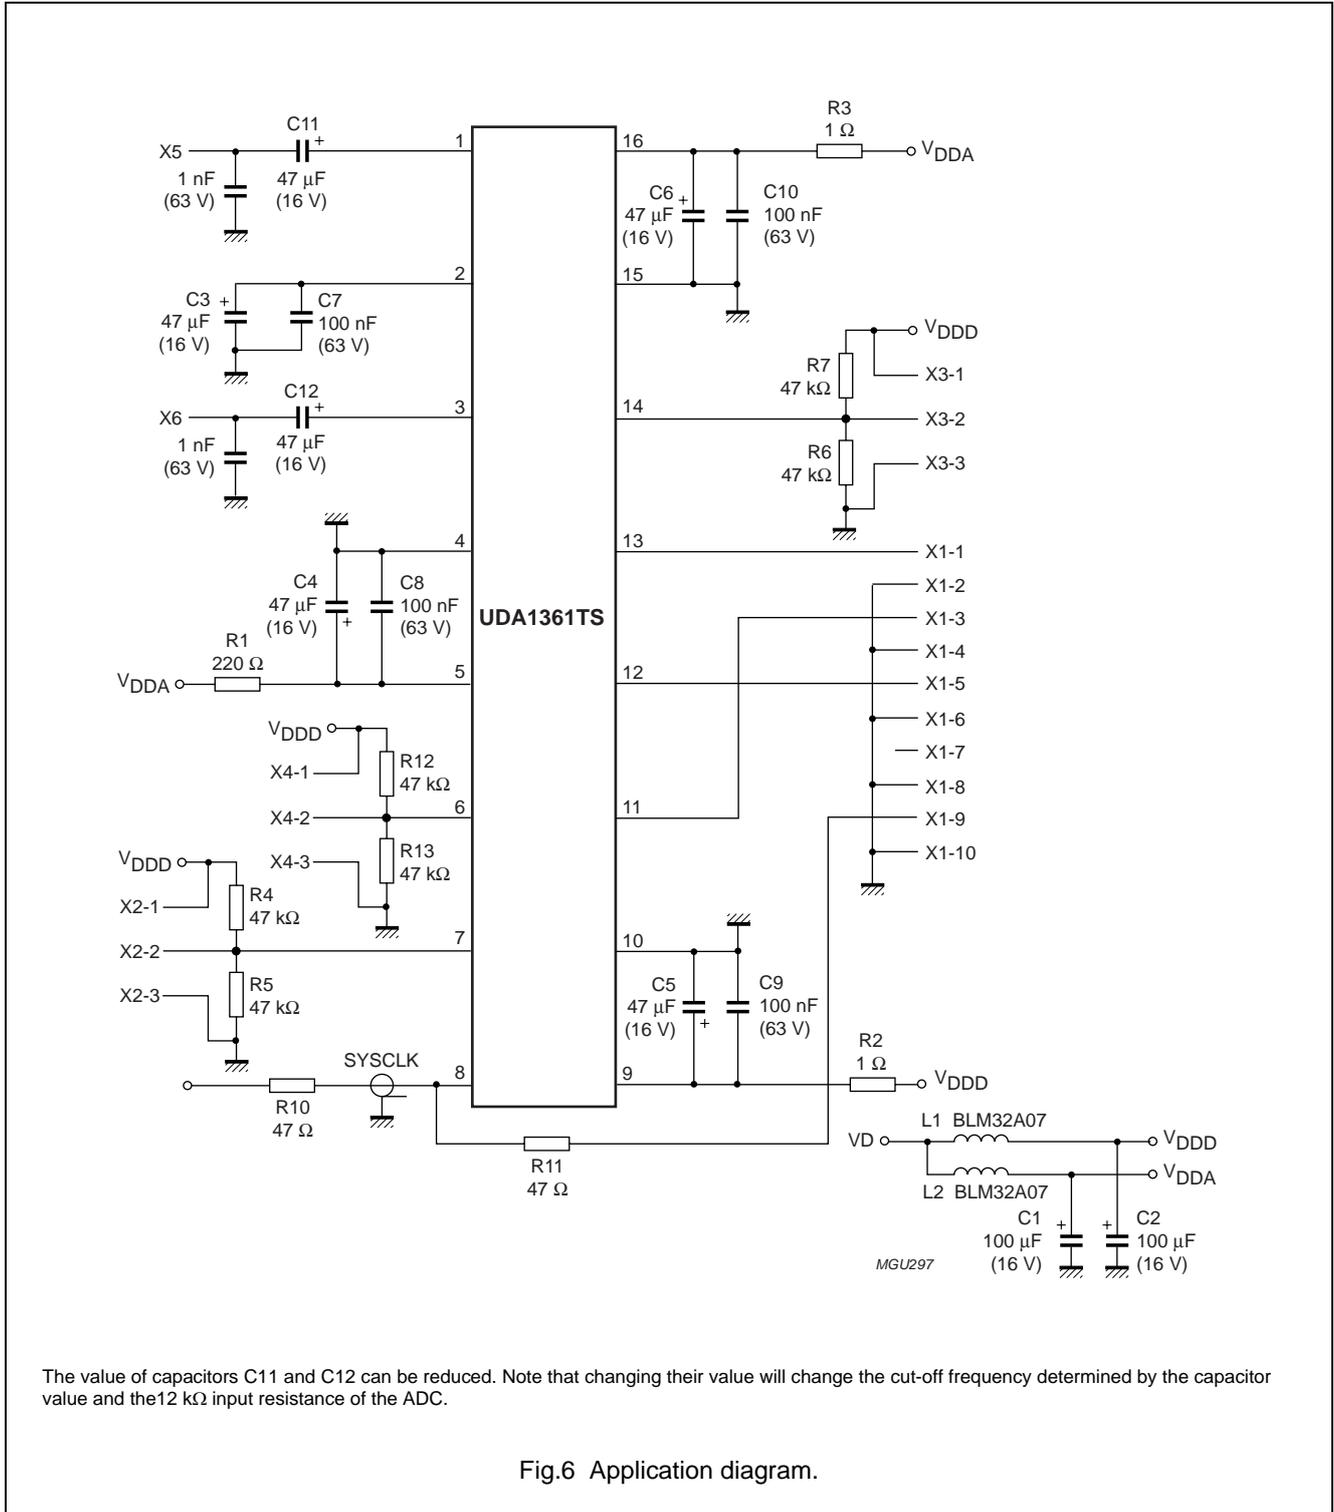 R3
1 Ω
C11
+
1
16
X5
VDDA
1 nF
(63 V)
47 µF
(16 V)
C6
+
47 µF
(16 V)
C10
100 nF
(63 V)
2
15
C3
+
47 µF
(16 V)
C7
100 nF
(63 V)
VDDD
R7
47 kΩ
X3-1
C12
+
3
14
X6
X3-2
1 nF
(63 V)
47 µF
(16 V)
R6
47 kΩ
X3-3
4
13
X1-1
C4
47 µF
(16 V)
+
C8
100 nF
(63 V)
UDA1361TS
X1-2
X1-3
X1-4
R1
220 Ω
VDDA
5
12
X1-5
X1-6
VDDD
X1-7
X4-1
R12
47 kΩ
X1-8
X4-2
6
11
X1-9
X4-3
R13
47 kΩ
X1-10
VDDD
X2-1
R4
47 kΩ
X2-2
7
10
X2-3
R5
47 kΩ
C5
47 µF
(16 V)
+
C9
100 nF
(63 V)
SYSCLK
8
9
R2
1 Ω
VDDD
R10
47 Ω
R11
47 Ω
L1 BLM32A07
VD
VDDD
VDDA
L2 BLM32A07
C1
+
100 µF
(16 V)
C2
+
100 µF
(16 V)
MGU297
The value of capacitors C11 and C12 can be reduced. Note that changing their value will change the cut-off frequency determined by the capacitor
value and the12 kΩ input resistance of the ADC.
Fig.6 Application diagram.